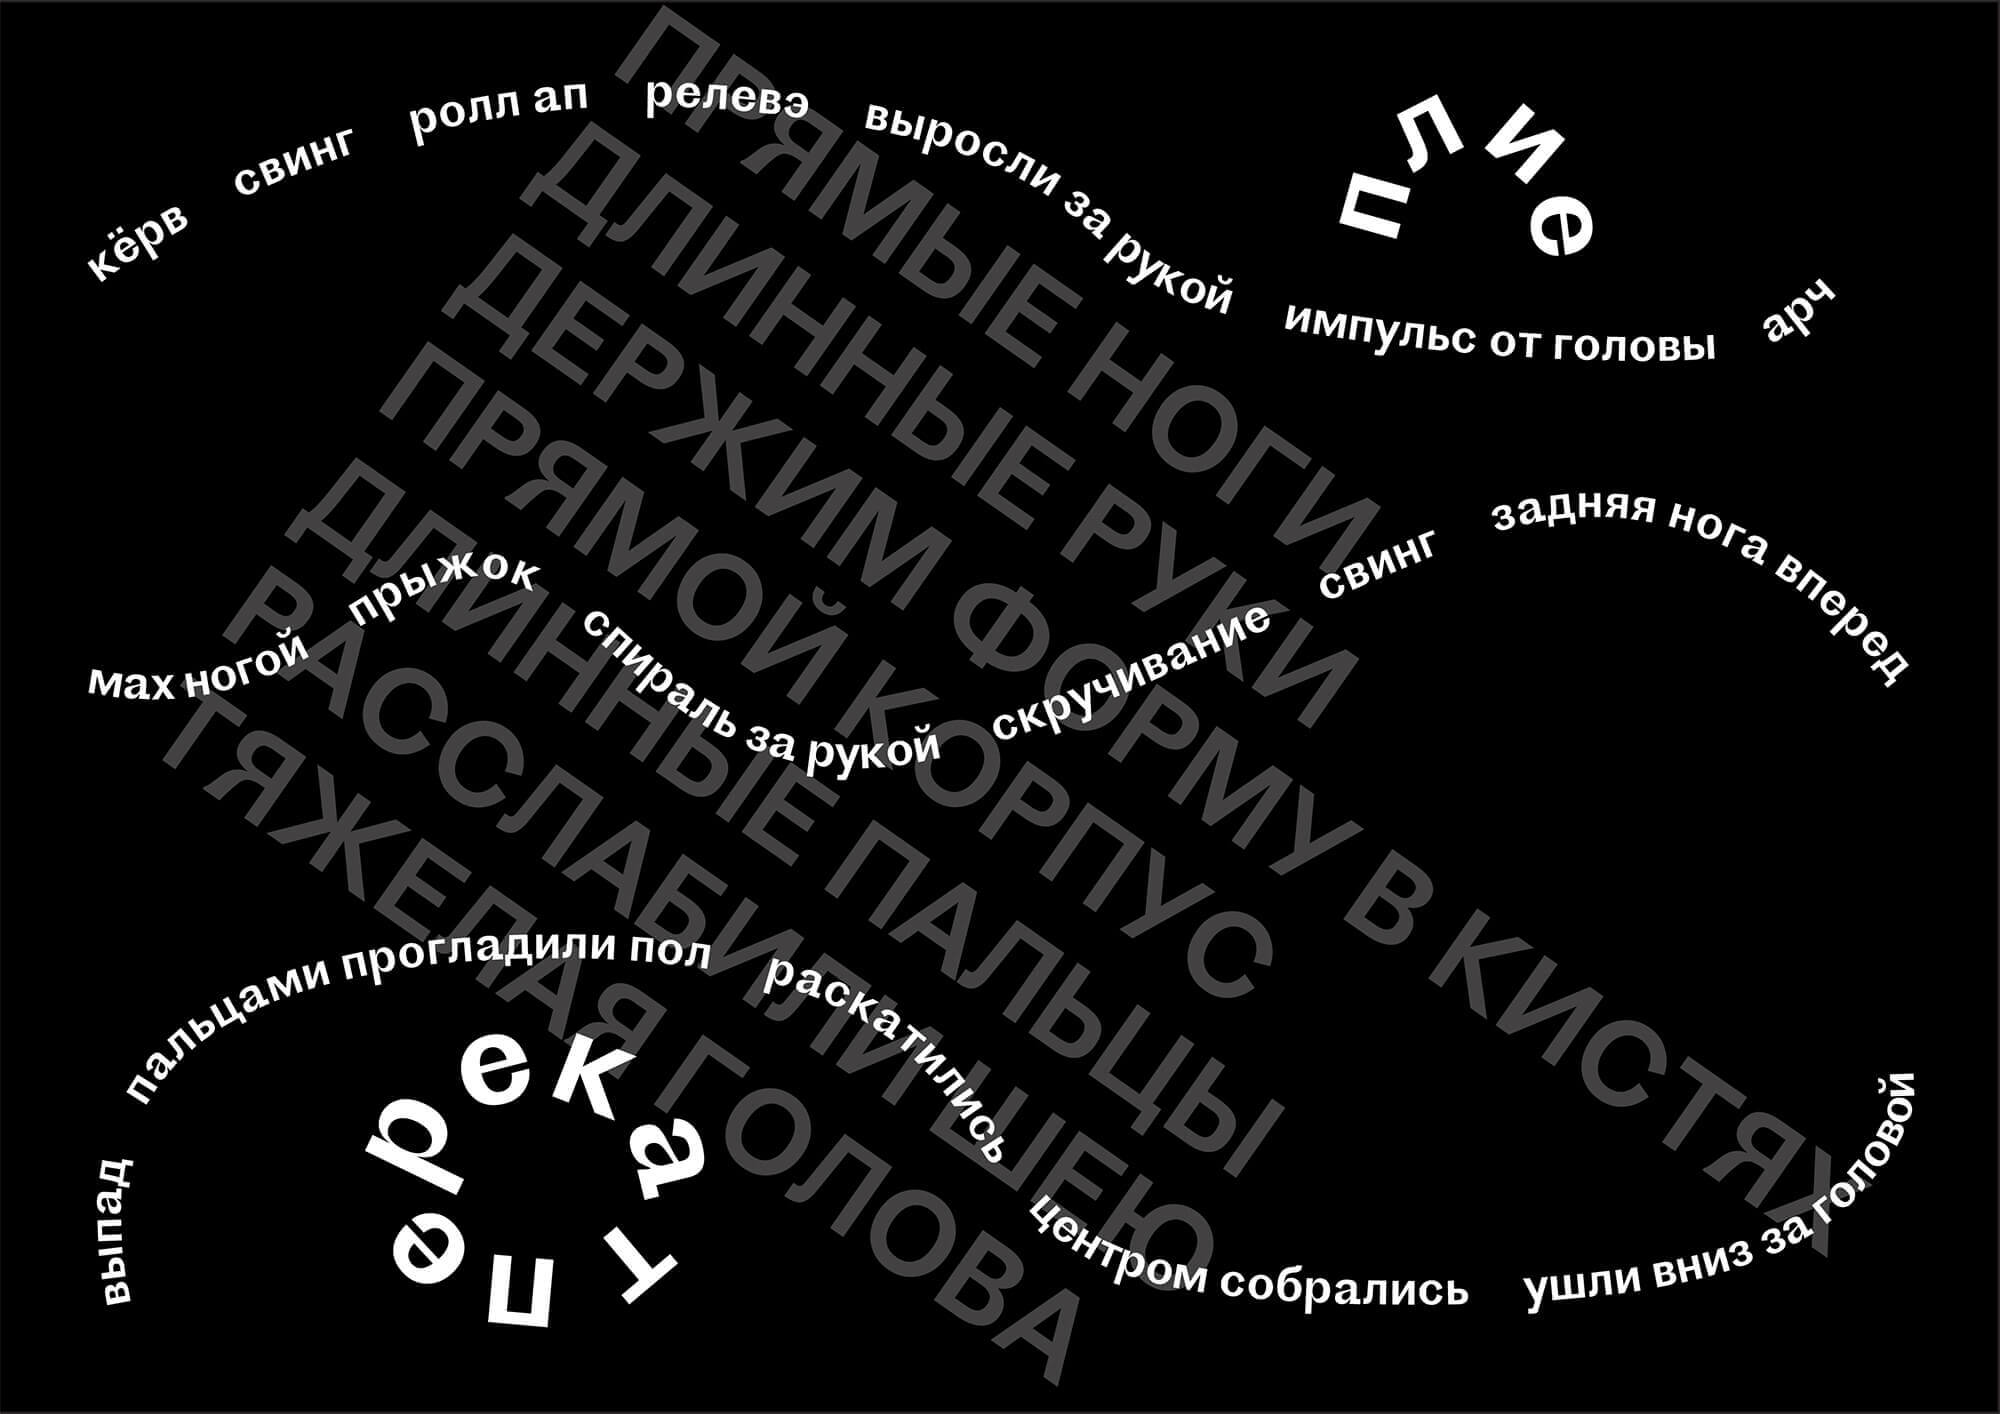 кёрв свинг ролл ап релевэ выросли за рукой импульс от головы арч
плие
мах ногой прыжок спираль за рукой скручивание свинг задняя нога вперед
выпад пальцами прогладили пол раскатились центром собрались ушли вниз за головой
перекат
ПРЯМЫЕ НОГИ
ДЛИННЫЕ РУКИ
ДЕРЖИМ ФОРМУ В КИСТЯХ
ПРЯМОЙ КОРПУС
ДЛИННЫЕ ПАЛЬЦЫ
РАССЛАБИЛИ ШЕЮ
ТЯЖЕЛАЯ ГОЛОВА